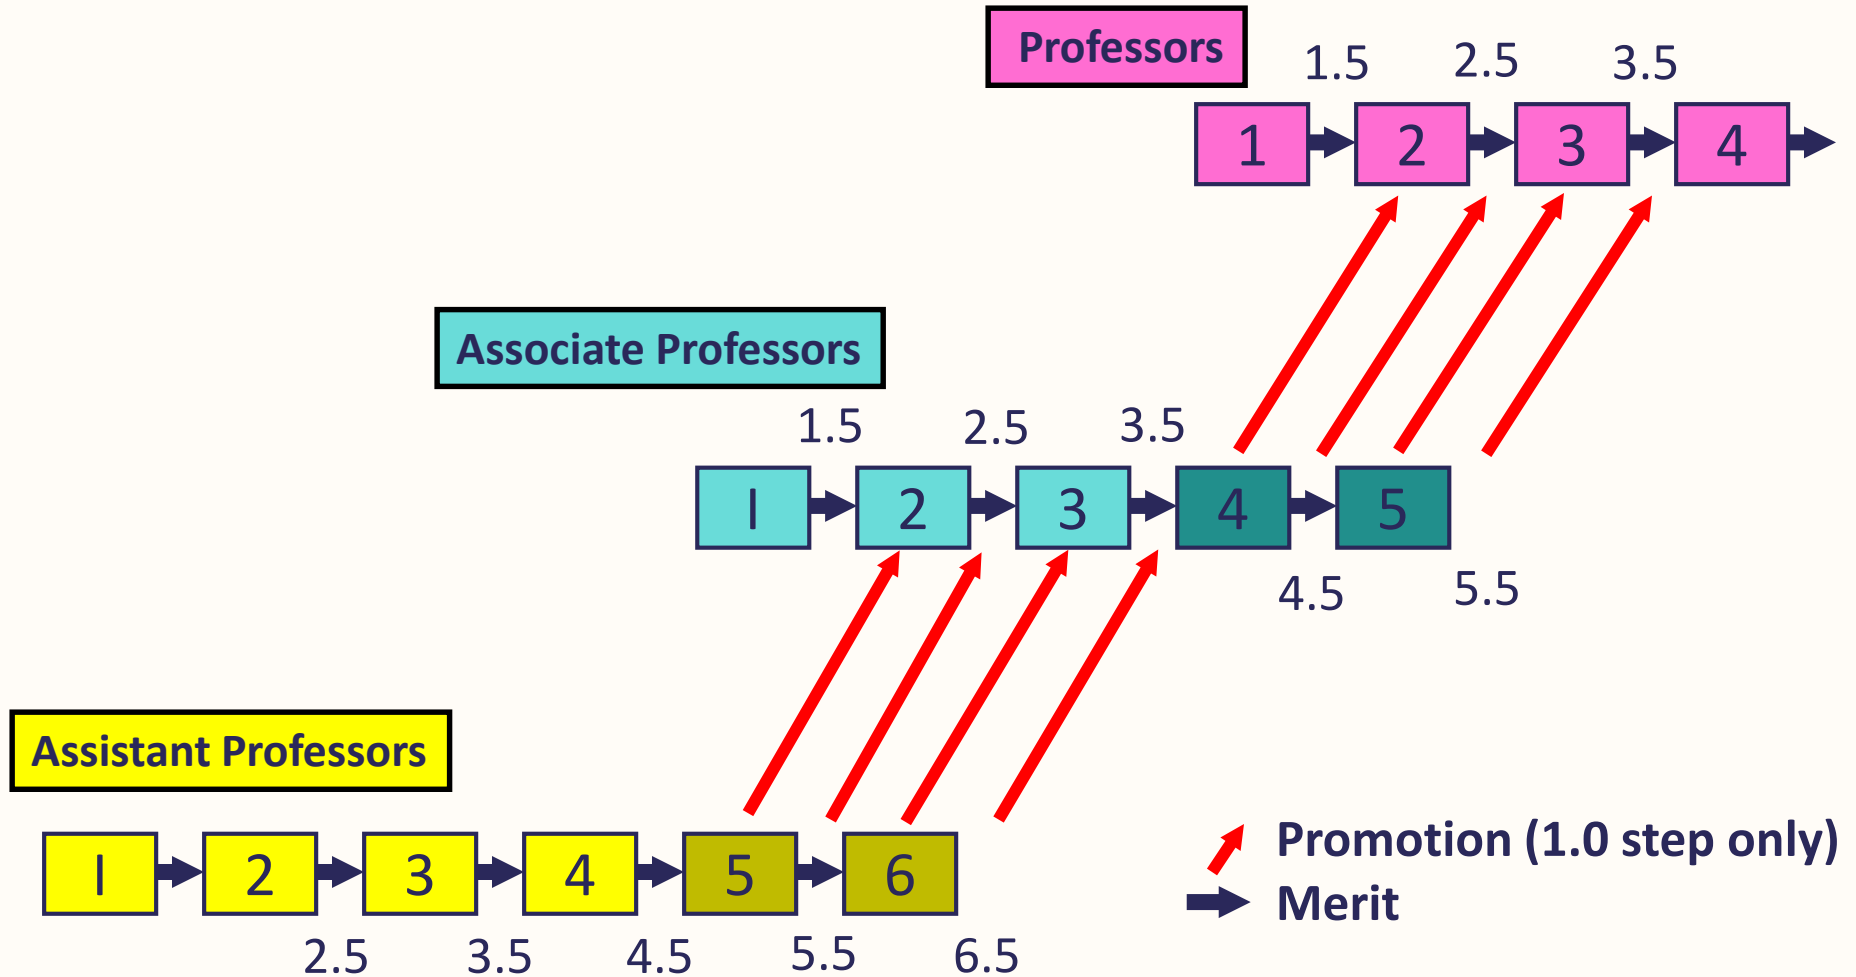 Professors
1.5 2.5 3.5
1 2 3 4
Associate Professors
1.5 2.5 3.5
I 2 3 4 5
4.5 5.5
Assistant Professors
I 2 3 4 5 6
2.5 3.5 4.5 5.5 6.5
Promotion (1.0 step only)
Merit